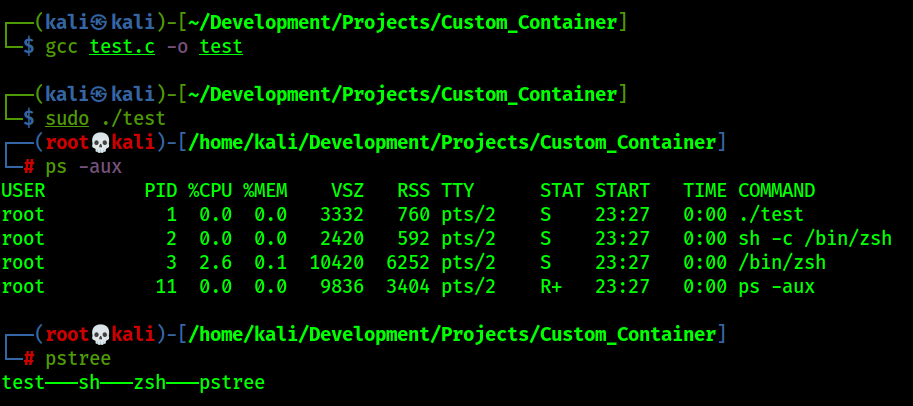 ┌──(kali㉿kali)-[~/Development/Projects/Custom_Container]
└─$ gcc test.c -o test
┌──(kali㉿kali)-[~/Development/Projects/Custom_Container]
└─$ sudo ./test
┌──(root💀kali)-[/home/kali/Development/Projects/Custom_Container]
└─# ps -aux
USER         PID %CPU %MEM    VSZ   RSS TTY      STAT START   TIME COMMAND
root           1  0.0  0.0   3332   760 pts/2    S    23:27   0:00 ./test
root           2  0.0  0.0   2420   592 pts/2    S    23:27   0:00 sh -c /bin/zsh
root           3  2.6  0.1  10420  6252 pts/2    S    23:27   0:00 /bin/zsh
root          11  0.0  0.0   9836  3404 pts/2    R+   23:27   0:00 ps -aux
┌──(root💀kali)-[/home/kali/Development/Projects/Custom_Container]
└─# pstree
test───sh───zsh───pstree